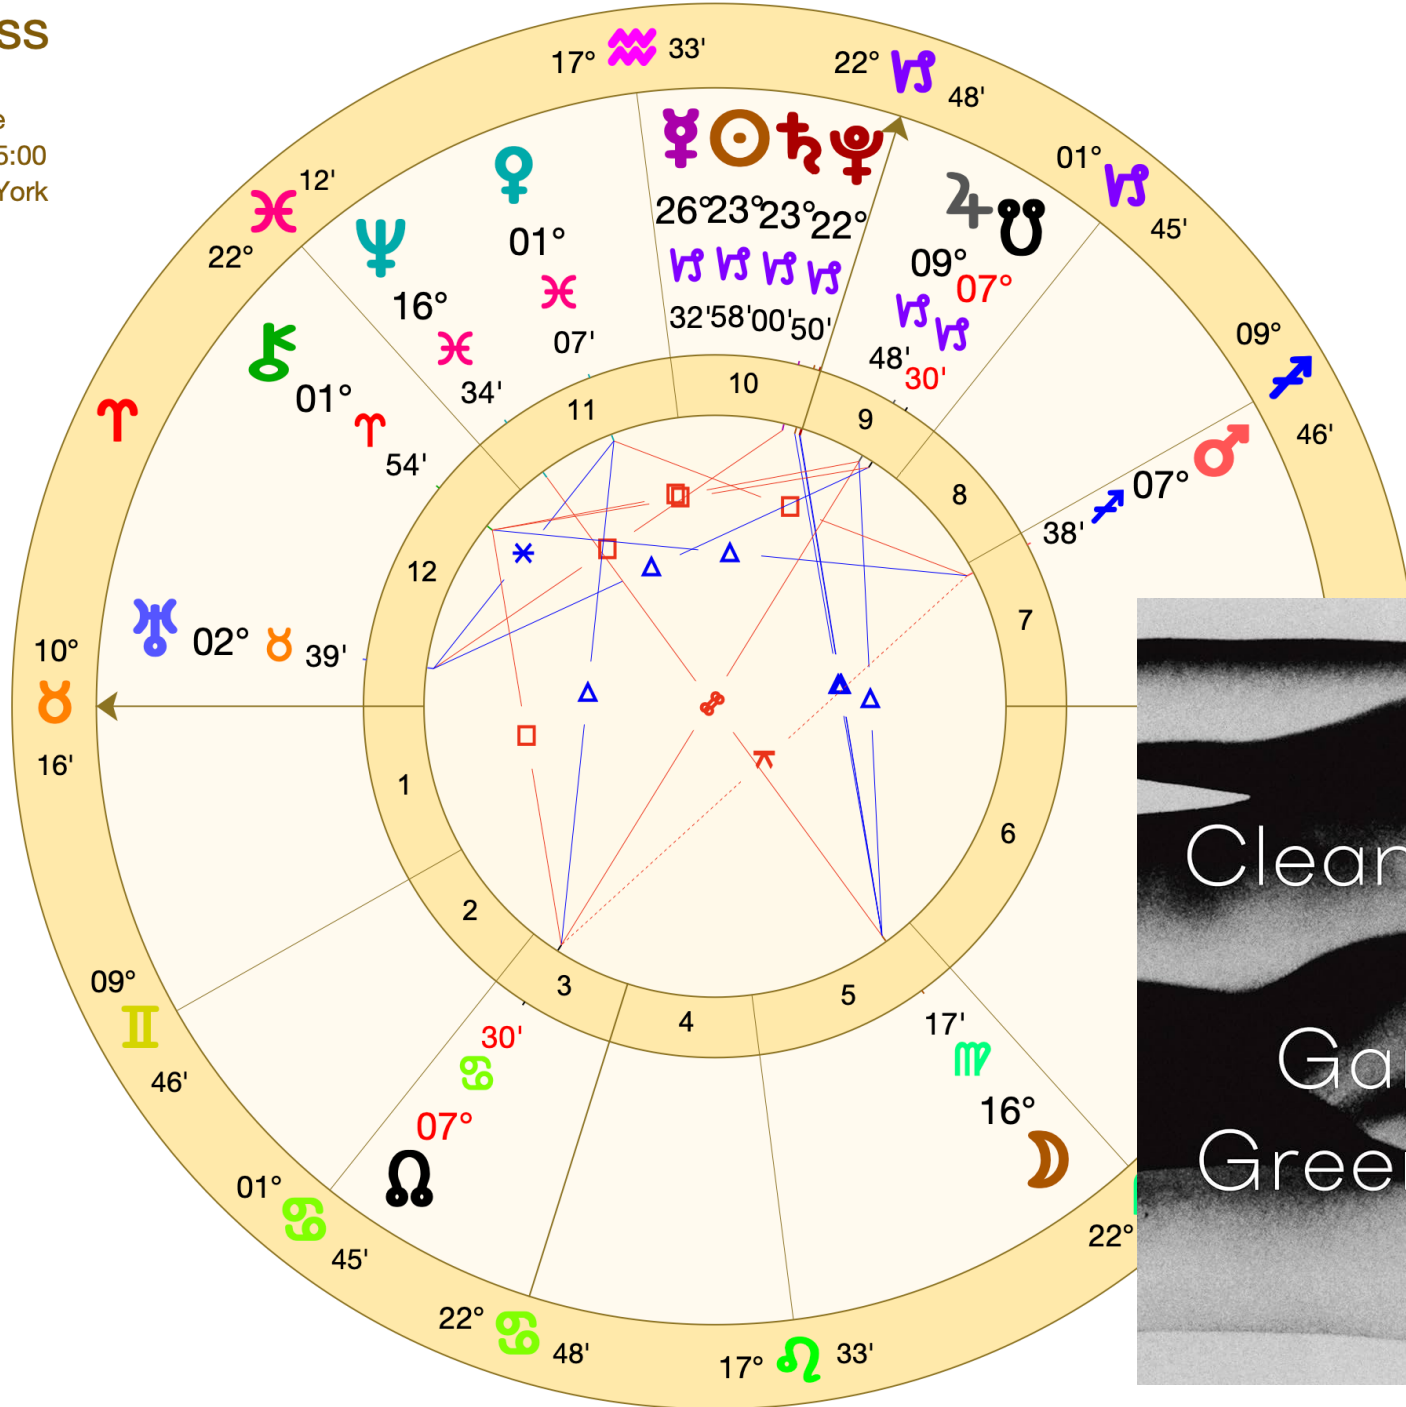 ss
e
5:00
York
17° ♒ 33'
22° ♑ 48'
01° ♑ 45'
09° ♐ 46'
12'
♓
22°
♈
10°
♉
16'
09°
♊
46'
01° ♋ 45'
22° ♋ 48'
17° ♌ 33'
22°
☿ ☉ ♄ ♇
26° 23° 23° 22°
♑ ♑ ♑ ♑
32' 58' 00' 50'
♃ ☋
09° 07°
♑ ♑
48' 30'
♀
01°
♓
07'
♆
16°
♓
34'
⚷
01°
♈
54'
♅ 02° ♉ 39'
♂
07°
♐
38'
10
11
9
8
12
7
1
6
2
3
5
4
30'
♋
07°
☊
17'
♍
16°
☽
Clear
Ga
Gree